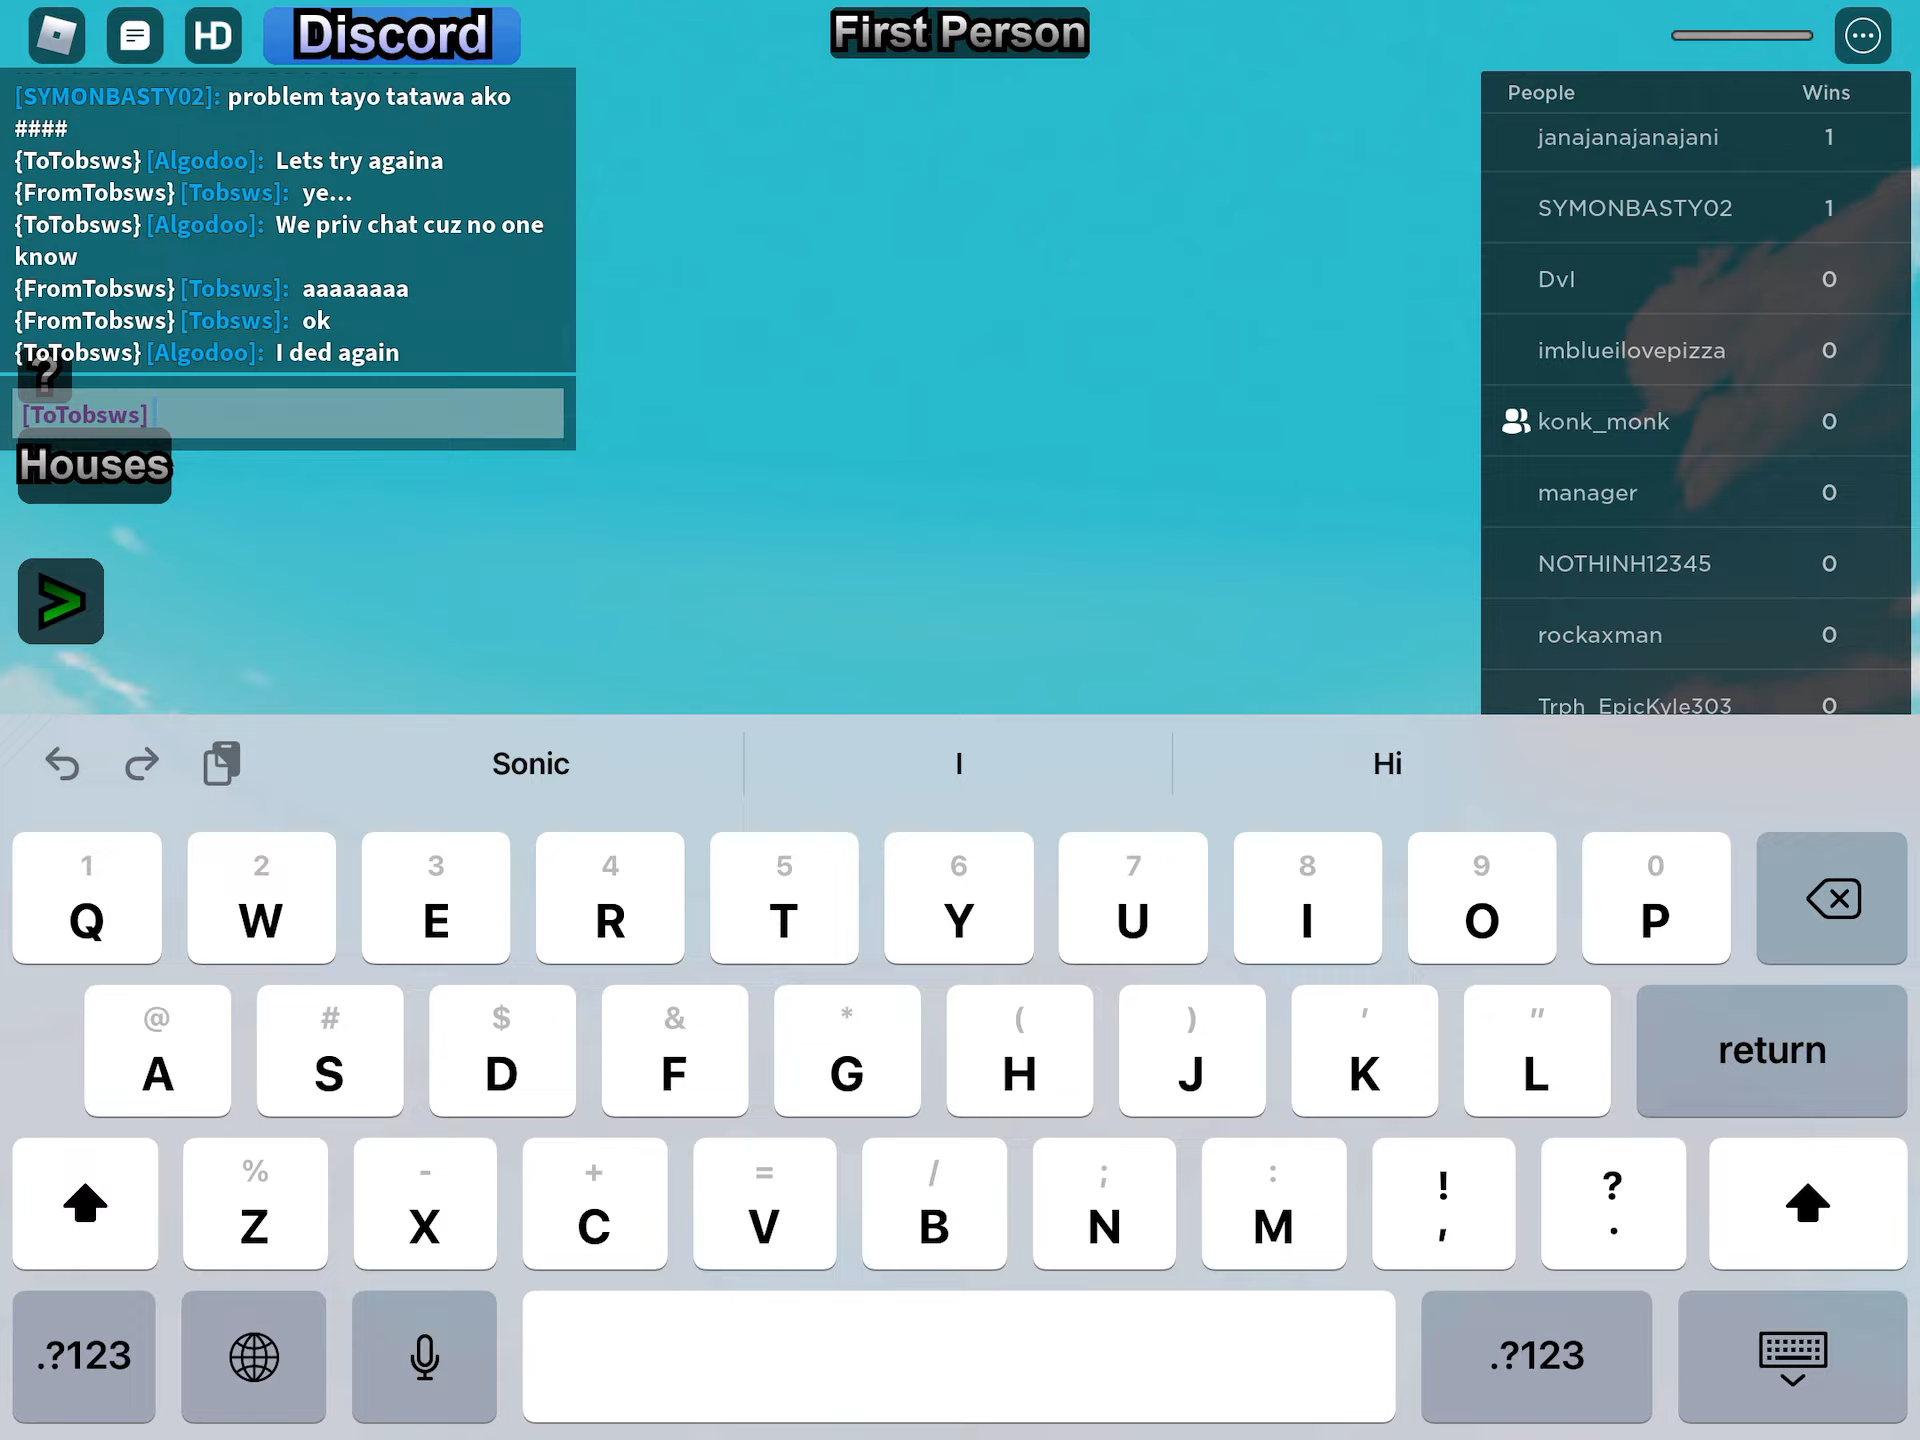 HD Discord First Person
[SYMONBASTY02]: problem tayo tatawa ako
####
{ToTobsws} [Algodoo]: Lets try againa
{FromTobsws} [Tobsws]: ye...
{ToTobsws} [Algodoo]: We priv chat cuz no one
know
{FromTobsws} [Tobsws]: aaaaaaaa
{FromTobsws} [Tobsws]: ok
{ToTobsws} [Algodoo]: I ded again
?
[ToTobsws]
Houses
>
People Wins
janajanajanajani 1
SYMONBASTY02 1
Dvl 0
imblueilovepizza 0
konk_monk 0
manager 0
NOTHINH12345 0
rockaxman 0
Trph_EpicKyle303 0
Sonic I Hi
1 2 3 4 5 6 7 8 9 0
Q W E R T Y U I O P
@ # $ & * ( ) ' "
A S D F G H J K L return
% - + = / ; : ! ?
Z X C V B N M , .
.?123 .?123